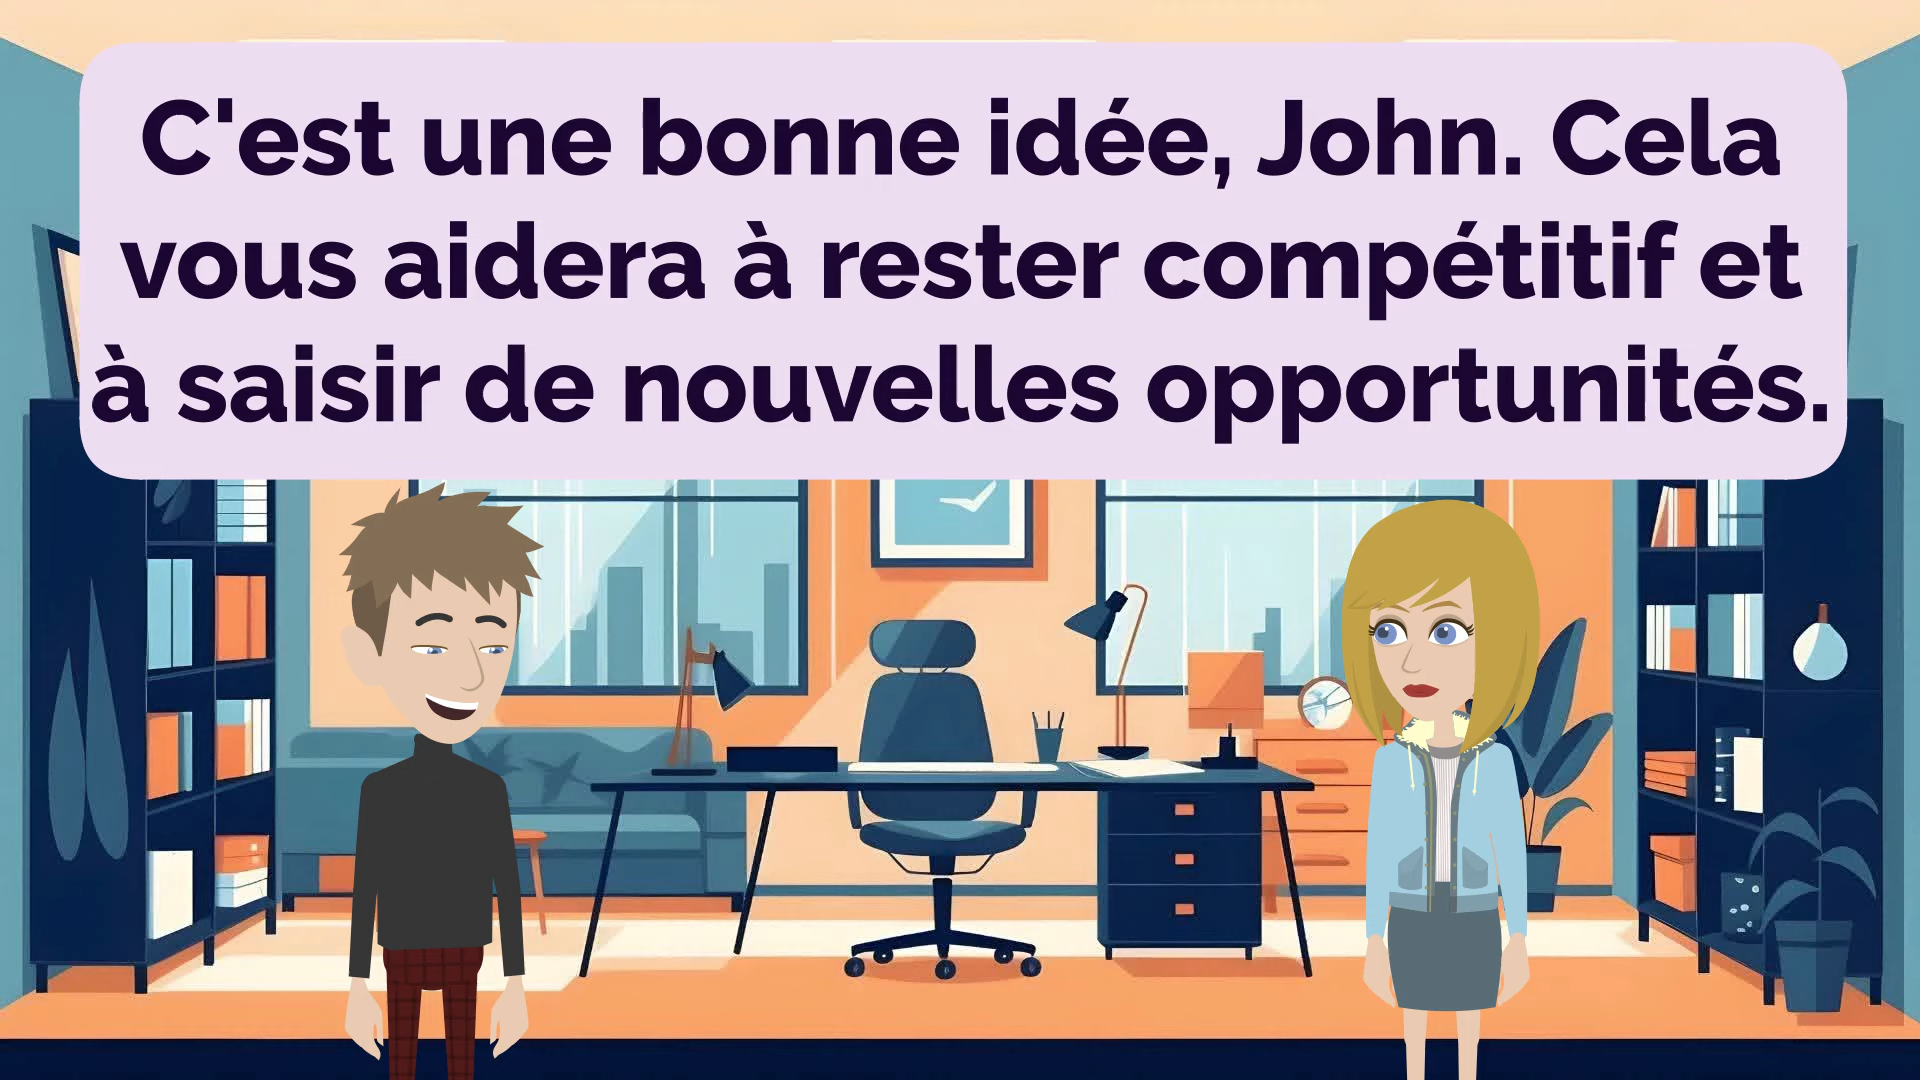 C'est une bonne idée, John. Cela
vous aidera à rester compétitif et
à saisir de nouvelles opportunités.